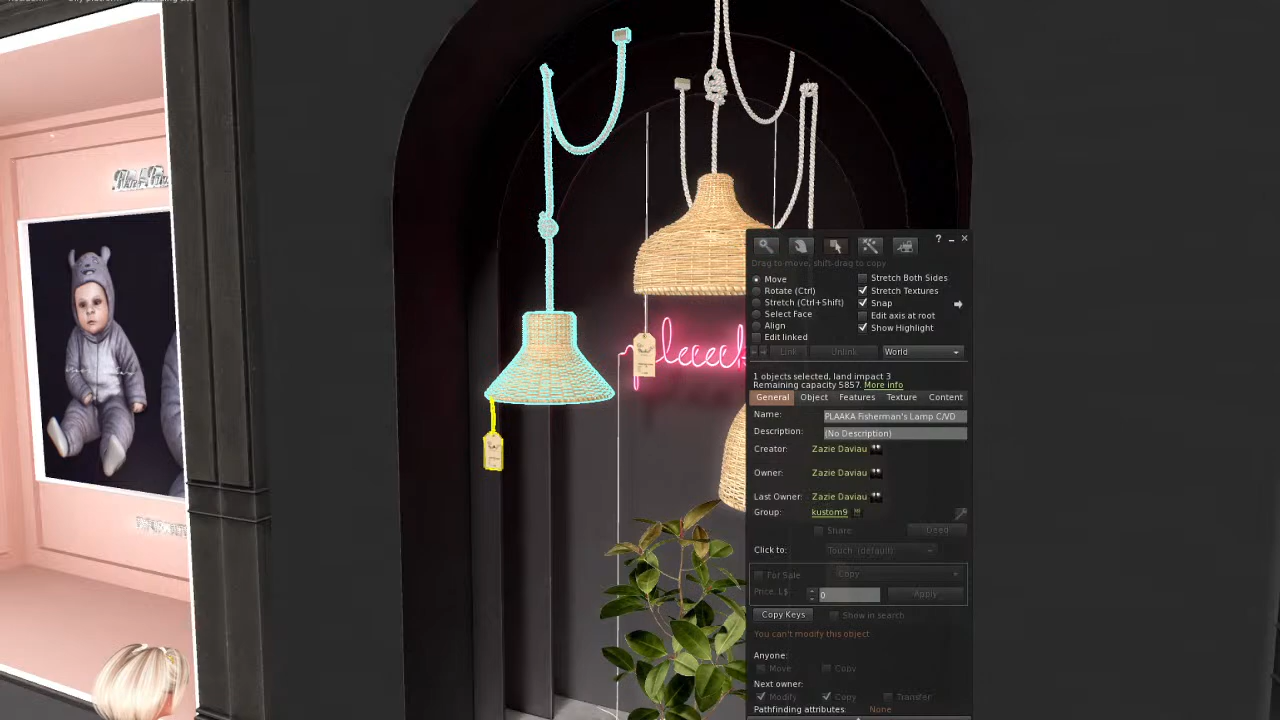 Drag to move, shift-drag to copy
Move
Rotate (Ctrl)
Stretch (Ctrl+Shift)
Select Face
Align
Edit linked
Stretch Both Sides
Stretch Textures
Snap
Edit axis at root
Show Highlight
Link
Unlink
World
1 objects selected, land impact 3
Remaining capacity 5857. More info
General
Object
Features
Texture
Content
Name:
PLAAKA Fisherman's Lamp C/VD
Description:
(No Description)
Creator:
Zazie Daviau
Owner:
Zazie Daviau
Last Owner:
Zazie Daviau
Group:
kustom9
Share
Deed
Click to:
Touch (default)
For Sale
Copy
Price: L$
0
Apply
Copy Keys
Show in search
You can't modify this object
Anyone:
Move
Copy
Next owner:
Modify
Copy
Transfer
Pathfinding attributes:
None